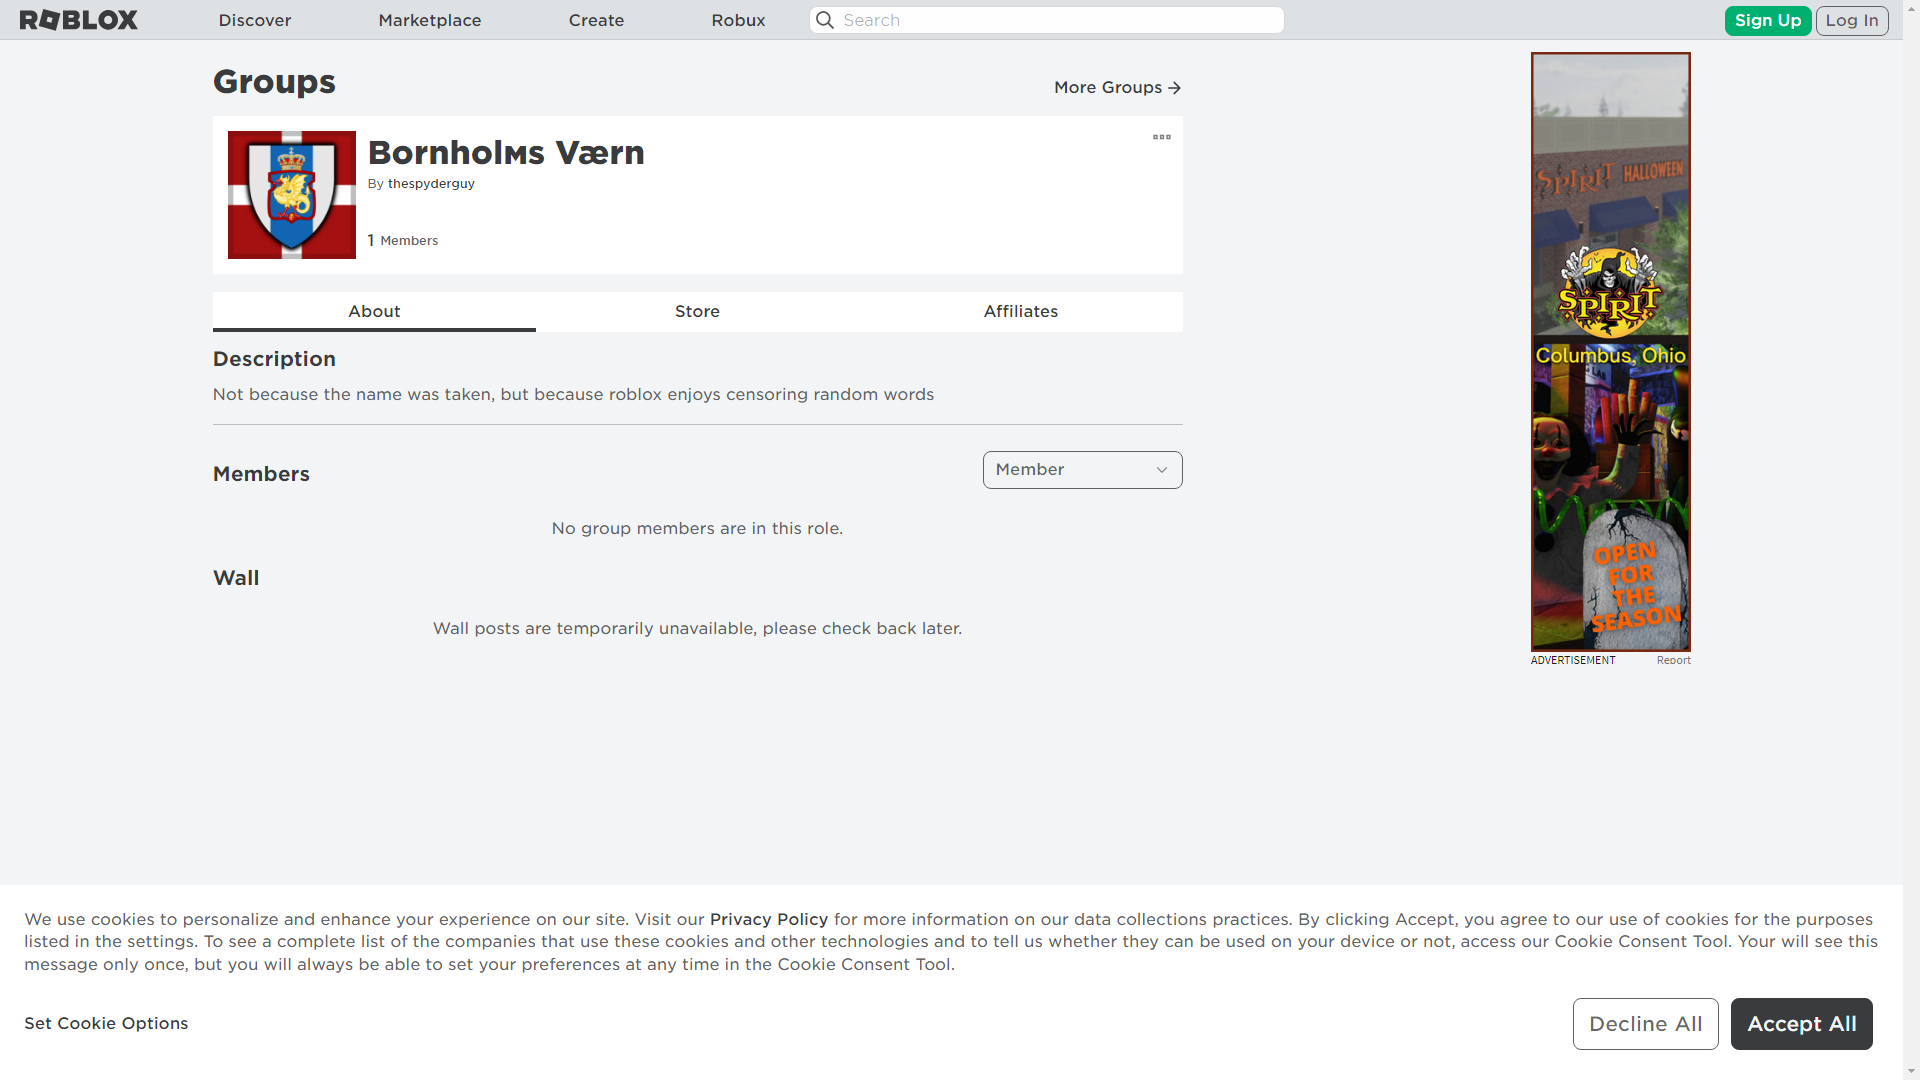 ROBLOX
Discover
Marketplace
Create
Robux
Search
Sign Up
Log In
Groups
More Groups
Bornholмs Værn
By thespyderguy
1 Members
About
Store
Affiliates
Description
Not because the name was taken, but because roblox enjoys censoring random words
Members
Member
No group members are in this role.
Wall
Wall posts are temporarily unavailable, please check back later.
SPIRIT HALLOWEEN
SPIRIT
Columbus, Ohio
OPEN
FOR
THE
SEASON
ADVERTISEMENT
Report
We use cookies to personalize and enhance your experience on our site. Visit our Privacy Policy for more information on our data collections practices. By clicking Accept, you agree to our use of cookies for the purposes
listed in the settings. To see a complete list of the companies that use these cookies and other technologies and to tell us whether they can be used on your device or not, access our Cookie Consent Tool. Your will see this
message only once, but you will always be able to set your preferences at any time in the Cookie Consent Tool.
Set Cookie Options
Decline All
Accept All